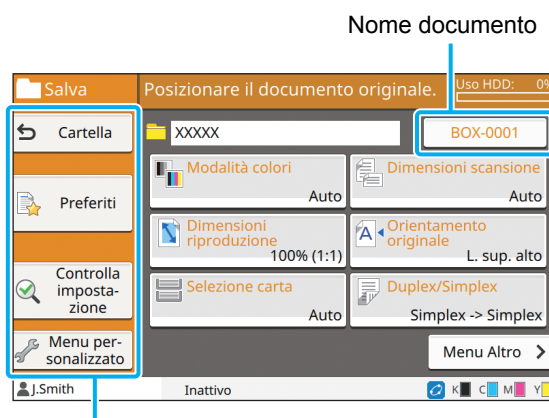 Nome documento
Salva
Posizionare il documento originale.
Uso HDD: 0%
Cartella
XXXXX
BOX-0001
Preferiti
Modalità colori
Auto
Dimensioni scansione
Auto
Dimensioni
riproduzione
100% (1:1)
Orientamento
originale
L. sup. alto
Controlla
imposta-
zione
Selezione carta
Auto
Duplex/Simplex
Simplex -> Simplex
Menu per-
sonalizzato
Menu Altro
J.Smith
Inattivo
K C M Y